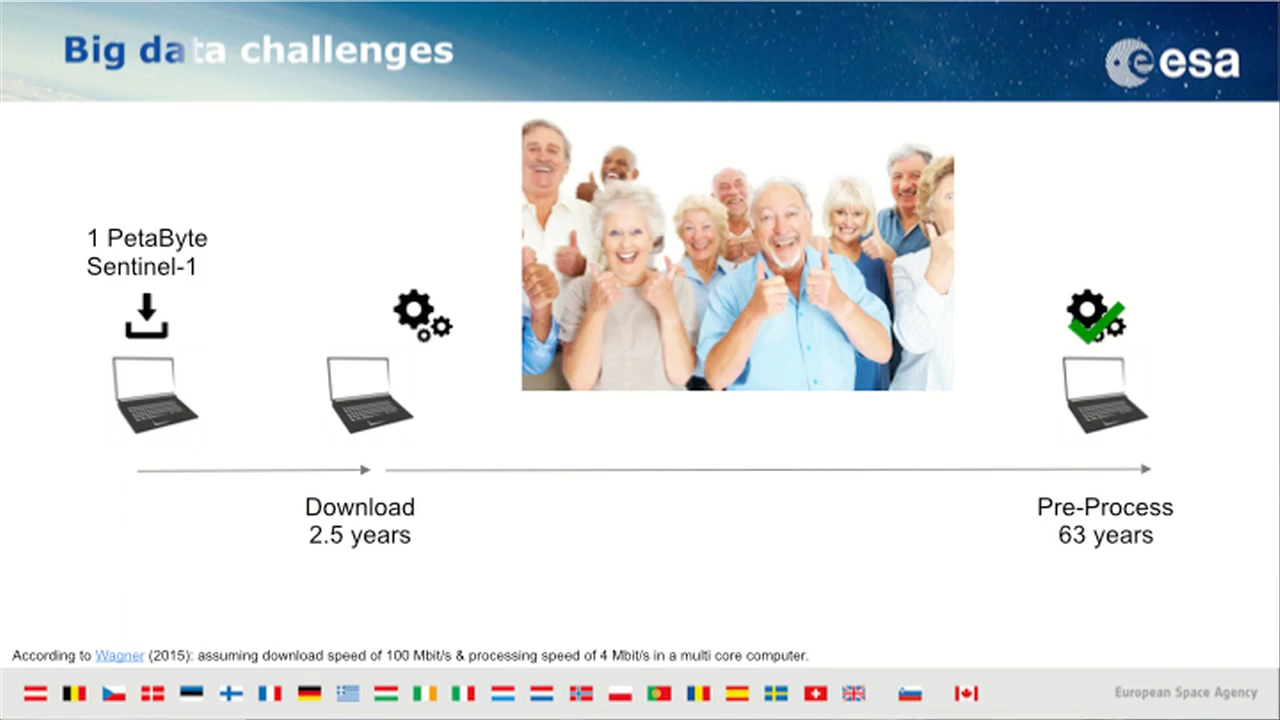 Big data challenges
esa
1 PetaByte
Sentinel-1
Download
2.5 years
Pre-Process
63 years
According to Wagner (2015): assuming download speed of 100 Mbit/s & processing speed of 4 Mbit/s in a multi core computer.
European Space Agency